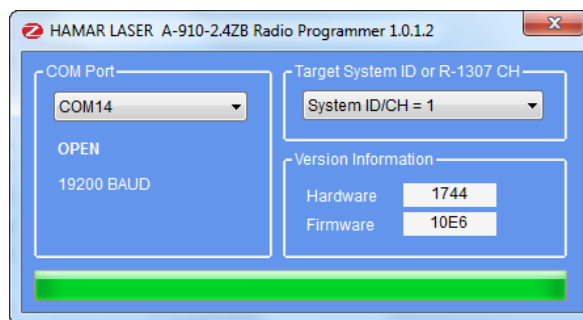 HAMAR LASER A-910-2.4ZB Radio Programmer 1.0.1.2
COM Port
COM14
OPEN
19200 BAUD
Target System ID or R-1307 CH
System ID/CH = 1
Version Information
Hardware 1744
Firmware 10E6